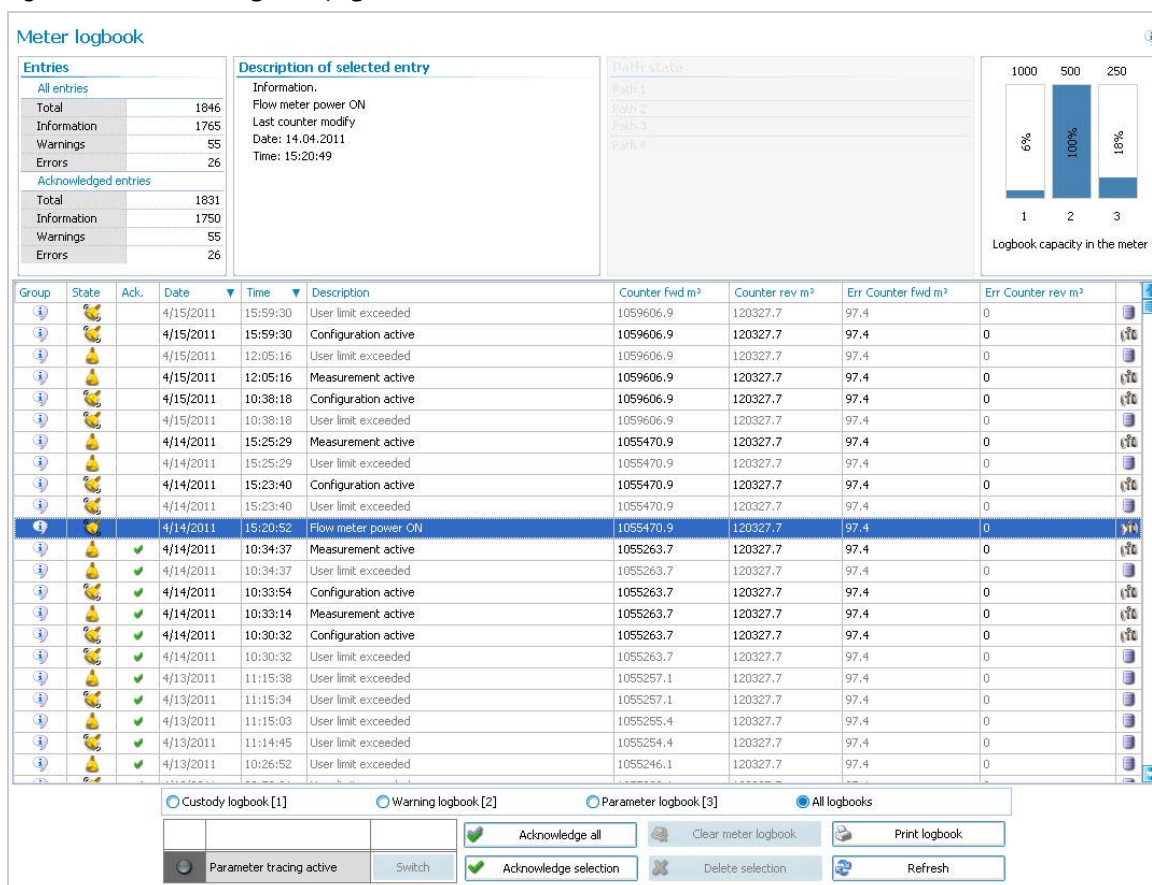 Meter logbook
Entries
All entries
Total 1846
Information 1765
Warnings 55
Errors 26
Acknowledged entries
Total 1831
Information 1750
Warnings 55
Errors 26
Description of selected entry
Information.
Flow meter power ON
Last counter modify
Date: 14.04.2011
Time: 15:20:49
Path state
Path 1
Path 2
Path 3
Path 4
1000 500 250
6% 100% 18%
1 2 3
Logbook capacity in the meter
Group State Ack. Date Time Description Counter fwd m³ Counter rev m³ Err Counter fwd m³ Err Counter rev m³
4/15/2011 15:59:30 User limit exceeded 1059606.9 120327.7 97.4 0
4/15/2011 15:59:30 Configuration active 1059606.9 120327.7 97.4 0
4/15/2011 12:05:16 User limit exceeded 1059606.9 120327.7 97.4 0
4/15/2011 12:05:16 Measurement active 1059606.9 120327.7 97.4 0
4/15/2011 10:38:18 Configuration active 1059606.9 120327.7 97.4 0
4/15/2011 10:38:18 User limit exceeded 1059606.9 120327.7 97.4 0
4/14/2011 15:25:29 Measurement active 1055470.9 120327.7 97.4 0
4/14/2011 15:25:29 User limit exceeded 1055470.9 120327.7 97.4 0
4/14/2011 15:23:40 Configuration active 1055470.9 120327.7 97.4 0
4/14/2011 15:23:40 User limit exceeded 1055470.9 120327.7 97.4 0
4/14/2011 15:20:52 Flow meter power ON 1055470.9 120327.7 97.4 0
4/14/2011 10:34:37 Measurement active 1055263.7 120327.7 97.4 0
4/14/2011 10:34:37 User limit exceeded 1055263.7 120327.7 97.4 0
4/14/2011 10:33:54 Configuration active 1055263.7 120327.7 97.4 0
4/14/2011 10:33:14 Measurement active 1055263.7 120327.7 97.4 0
4/14/2011 10:30:32 Configuration active 1055263.7 120327.7 97.4 0
4/14/2011 10:30:32 User limit exceeded 1055263.7 120327.7 97.4 0
4/13/2011 11:15:38 User limit exceeded 1055257.1 120327.7 97.4 0
4/13/2011 11:15:34 User limit exceeded 1055257.1 120327.7 97.4 0
4/13/2011 11:15:03 User limit exceeded 1055255.4 120327.7 97.4 0
4/13/2011 11:14:45 User limit exceeded 1055254.4 120327.7 97.4 0
4/13/2011 10:26:52 User limit exceeded 1055246.1 120327.7 97.4 0
Custody logbook [1] Warning logbook [2] Parameter logbook [3] All logbooks
Acknowledge all Clear meter logbook Print logbook
Parameter tracing active Switch Acknowledge selection Delete selection Refresh